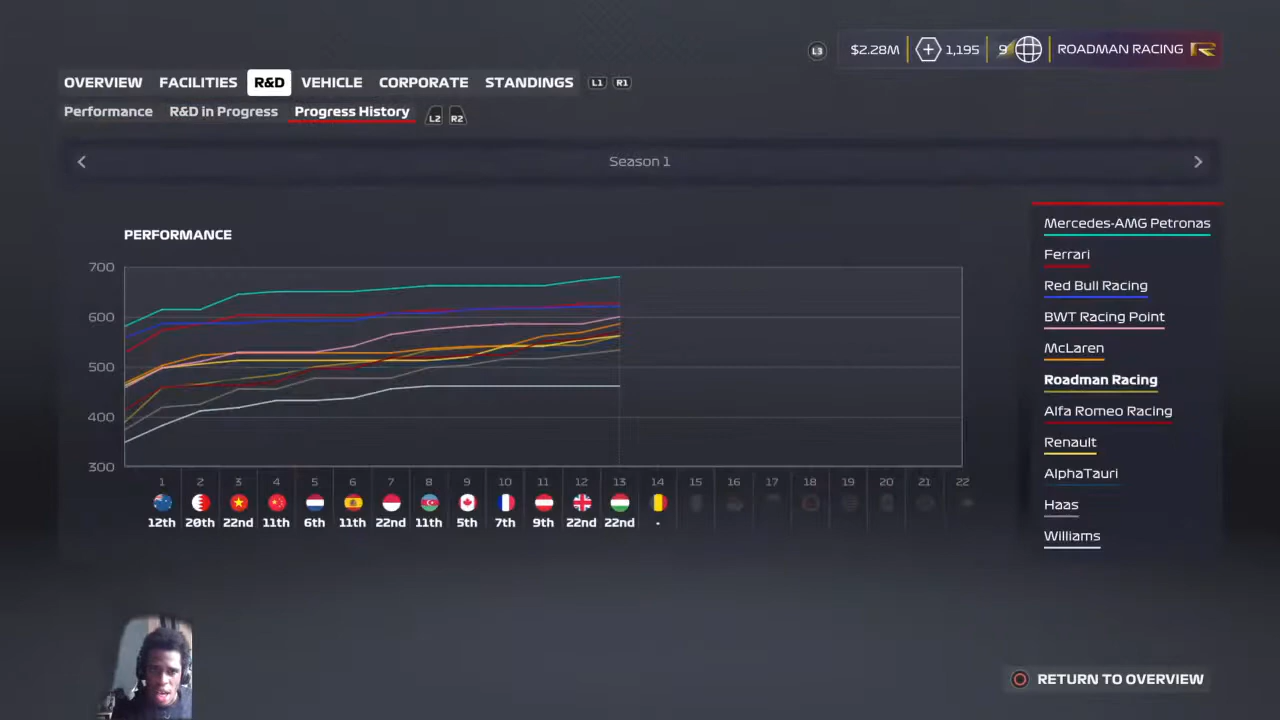 L3 $2.28M 1,195 9 ROADMAN RACING
OVERVIEW FACILITIES R&D VEHICLE CORPORATE STANDINGS L1 R1
Performance R&D in Progress Progress History L2 R2
Season 1
PERFORMANCE
700
600
500
400
300
1 2 3 4 5 6 7 8 9 10 11 12 13 14 15 16 17 18 19 20 21 22
12th 20th 22nd 11th 6th 11th 22nd 11th 5th 7th 9th 22nd 22nd -
Mercedes-AMG Petronas
Ferrari
Red Bull Racing
BWT Racing Point
McLaren
Roadman Racing
Alfa Romeo Racing
Renault
AlphaTauri
Haas
Williams
RETURN TO OVERVIEW